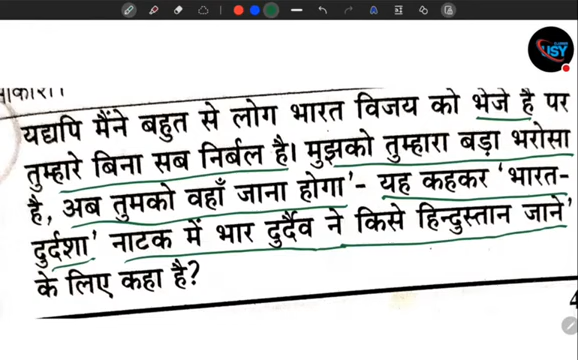 यद्यपि मैंने बहुत से लोग भारत विजय को भेजे है पर
तुम्हारे बिना सब निर्बल है। मुझको तुम्हारा बड़ा भरोसा
है, अब तुमको वहाँ जाना होगा' - यह कहकर 'भारत-
दुर्दशा' नाटक में भार दुर्दैव ने किसे हिन्दुस्तान जाने'
के लिए कहा है?